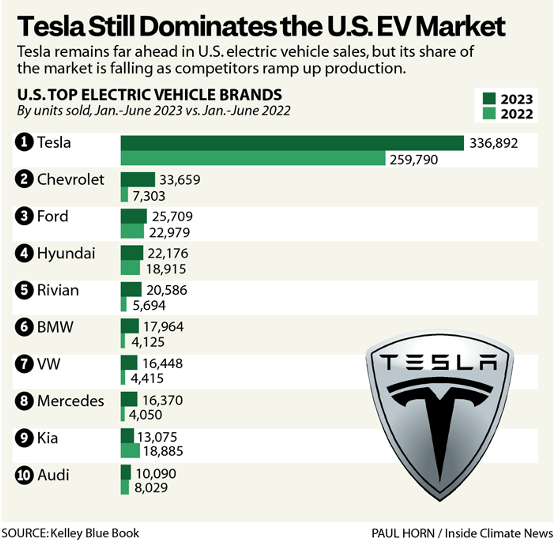 Tesla Still Dominates the U.S. EV Market
Tesla remains far ahead in U.S. electric vehicle sales, but its share of
the market is falling as competitors ramp up production.
U.S. TOP ELECTRIC VEHICLE BRANDS
By units sold, Jan.-June 2023 vs. Jan.-June 2022
2023
2022
1 Tesla 336,892
259,790
2 Chevrolet 33,659
7,303
3 Ford 25,709
22,979
4 Hyundai 22,176
18,915
5 Rivian 20,586
5,694
6 BMW 17,964
4,125
7 VW 16,448
4,415
8 Mercedes 16,370
4,050
9 Kia 13,075
18,885
10 Audi 10,090
8,029
TESLA
SOURCE: Kelley Blue Book
PAUL HORN / Inside Climate News